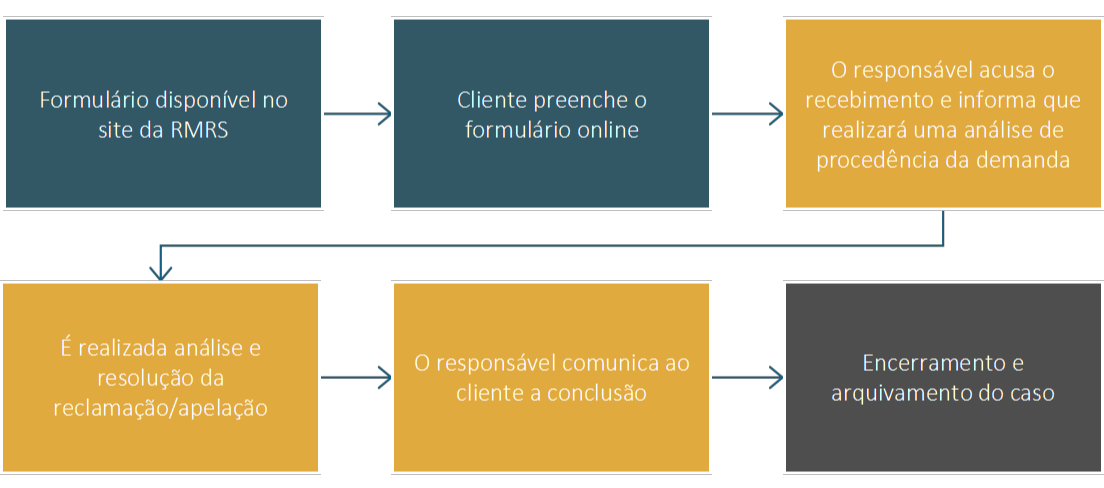 Formulário disponível no
site da RMRS
Cliente preenche o
formulário online
O responsável acusa o
recebimento e informa que
realizará uma análise de
procedência da demanda
É realizada análise e
resolução da
reclamação/apelação
O responsável comunica ao
cliente a conclusão
Encerramento e
arquivamento do caso